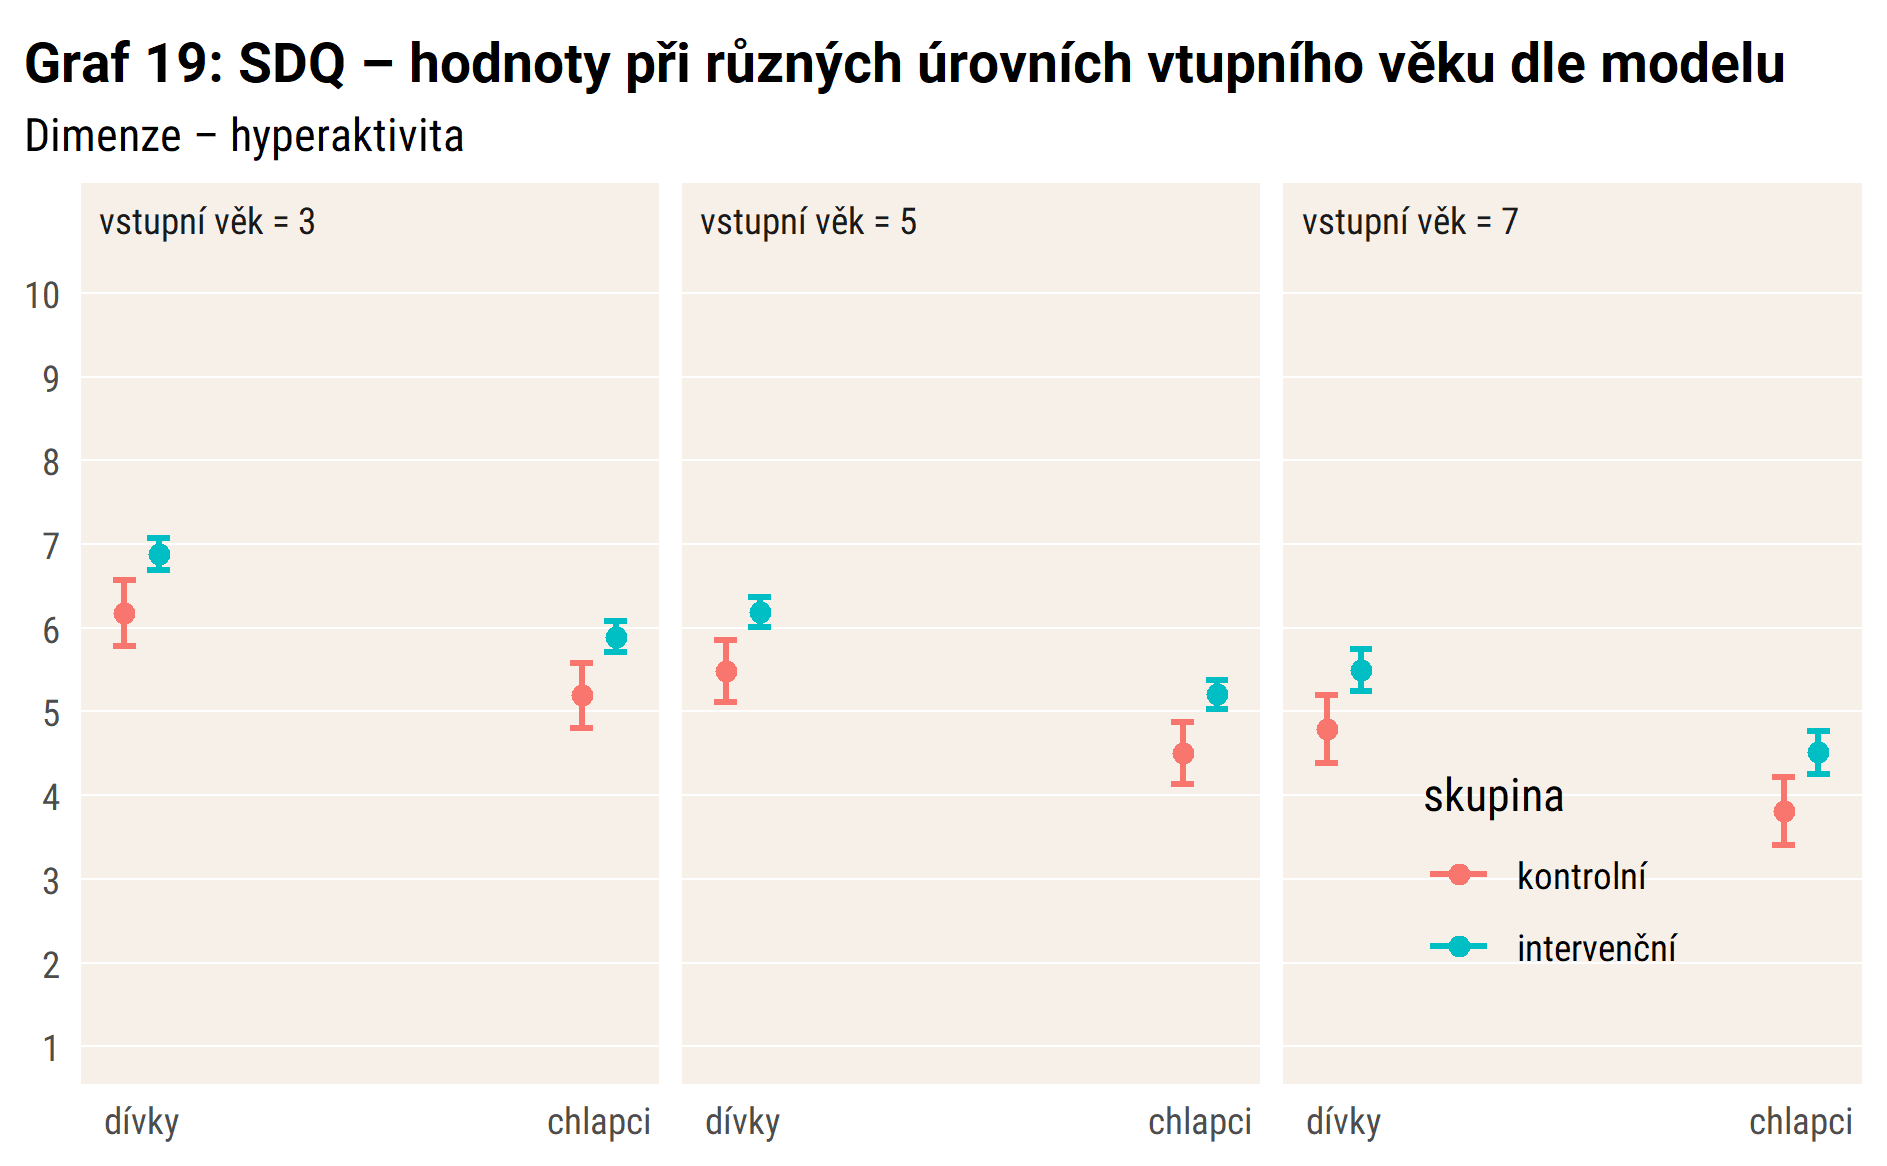 Graf 19: SDQ – hodnoty při různých úrovních vtupního věku dle modelu
Dimenze – hyperaktivita
vstupní věk = 3
vstupní věk = 5
vstupní věk = 7
10
9
8
7
6
5
4
3
2
1
skupina
kontrolní
intervenční
dívky
chlapci
dívky
chlapci
dívky
chlapci